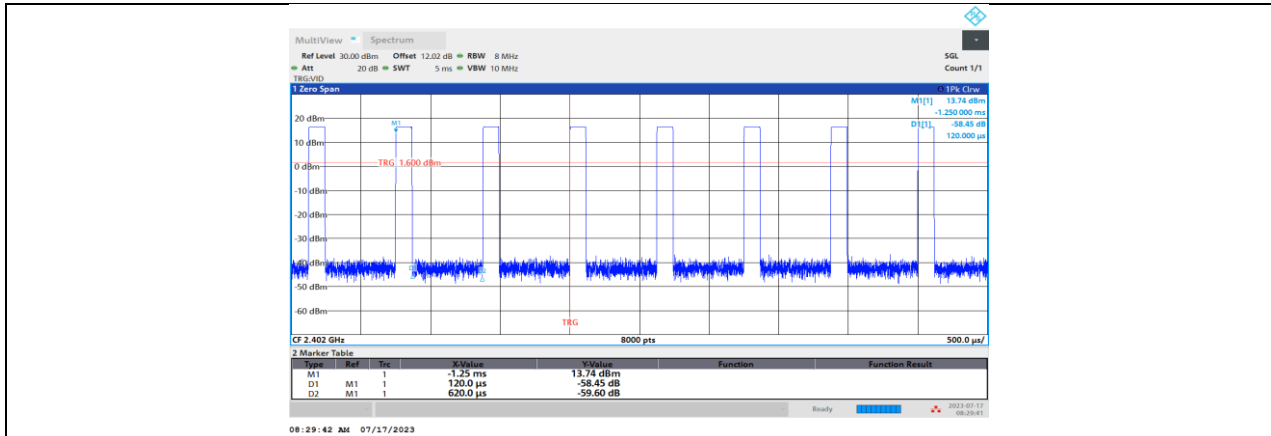 MultiView Spectrum
Ref Level 30.00 dBm Offset 12.02 dB RBW 8 MHz SGL
Att 20 dB SWT 5 ms VBW 10 MHz Count 1/1
TRG:VID
1 Zero Span 1Pk Clrw
M1[1] 13.74 dBm
-1.250 000 ms
20 dBm M1 D1[1] -58.45 dB
120.000 µs
10 dBm
TRG 1.600 dBm
0 dBm
-10 dBm
-20 dBm
-30 dBm
-40 dBm
-50 dBm
-60 dBm
TRG
CF 2.402 GHz 8000 pts 500.0 µs/
2 Marker Table
Type Ref Trc X-Value Y-Value Function Function Result
M1 1 -1.25 ms 13.74 dBm
D1 M1 1 120.0 µs -58.45 dB
D2 M1 1 620.0 µs -59.60 dB
Ready 2023-07-17
08:29:41
08:29:42 AM 07/17/2023